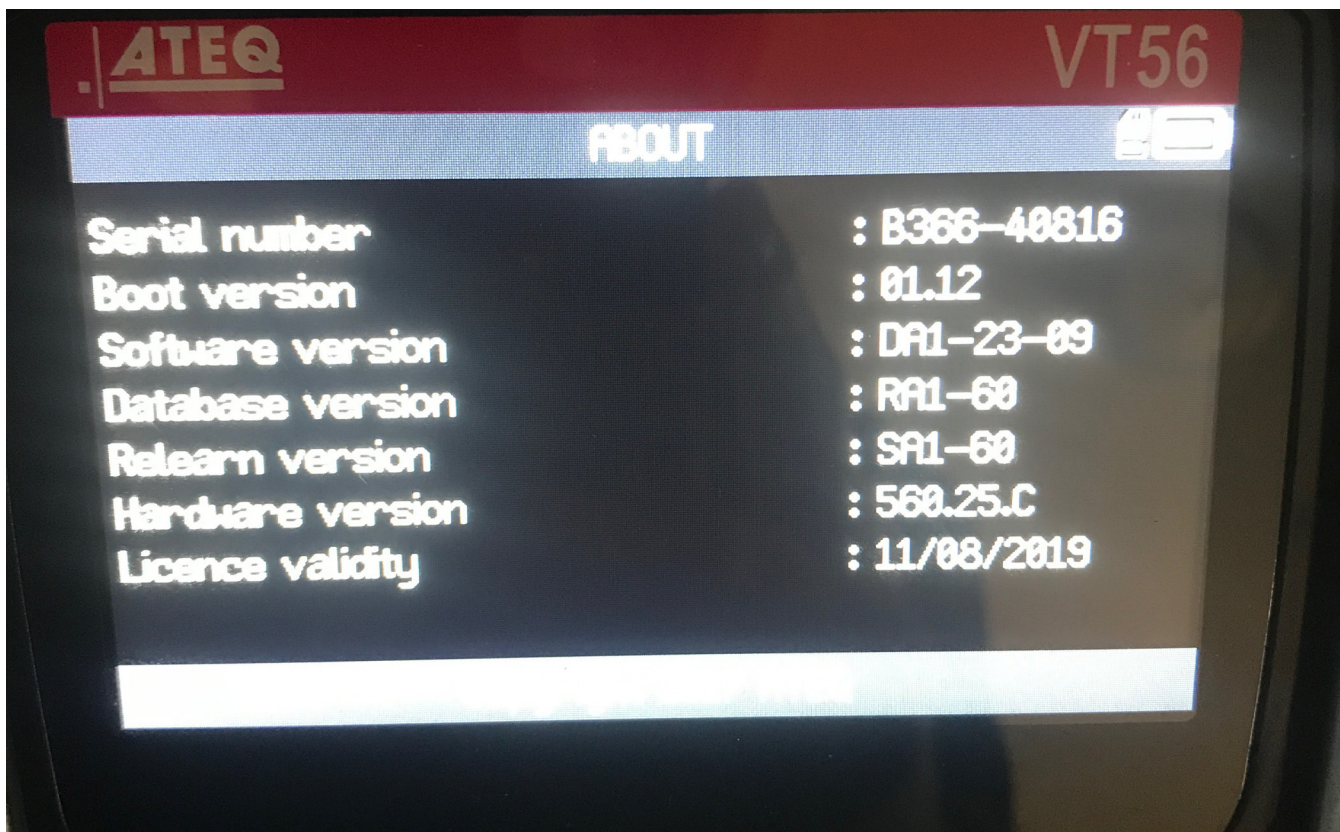 ATEQ VT56
ABOUT
Serial number : B366-40816
Boot version : 01.12
Software version : DA1-23-09
Database version : RA1-60
Relearn version : SA1-60
Hardware version : 560.25.C
Licence validity : 11/08/2019